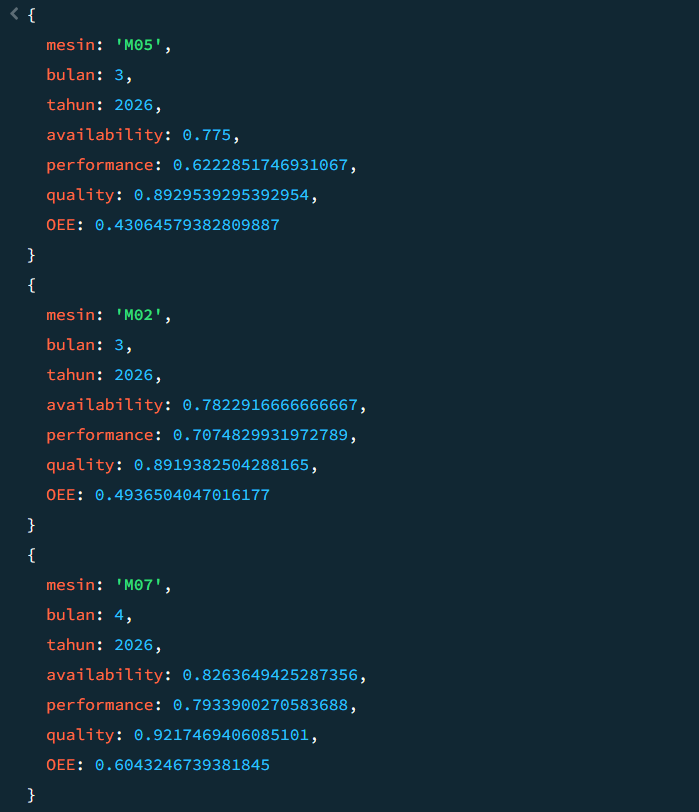 {
mesin: 'M05',
bulan: 3,
tahun: 2026,
availability: 0.775,
performance: 0.6222851746931067,
quality: 0.8929539295392954,
OEE: 0.43064579382809887
}
{
mesin: 'M02',
bulan: 3,
tahun: 2026,
availability: 0.7822916666666667,
performance: 0.7074829931972789,
quality: 0.8919382504288165,
OEE: 0.4936504047016177
}
{
mesin: 'M07',
bulan: 4,
tahun: 2026,
availability: 0.8263649425287356,
performance: 0.7933900270583688,
quality: 0.9217469406085101,
OEE: 0.6043246739381845
}